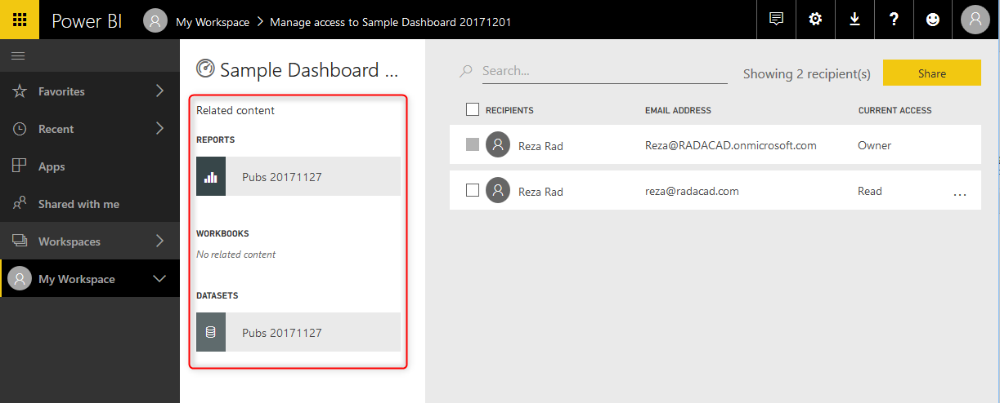 Power BI
My Workspace > Manage access to Sample Dashboard 20171201
Favorites
Recent
Apps
Shared with me
Workspaces
My Workspace
Sample Dashboard ...
Related content
REPORTS
Pubs 20171127
WORKBOOKS
No related content
DATASETS
Pubs 20171127
Search...
Showing 2 recipient(s)
Share
RECIPIENTS EMAIL ADDRESS CURRENT ACCESS
Reza Rad Reza@RADACAD.onmicrosoft.com Owner
Reza Rad reza@radacad.com Read ...